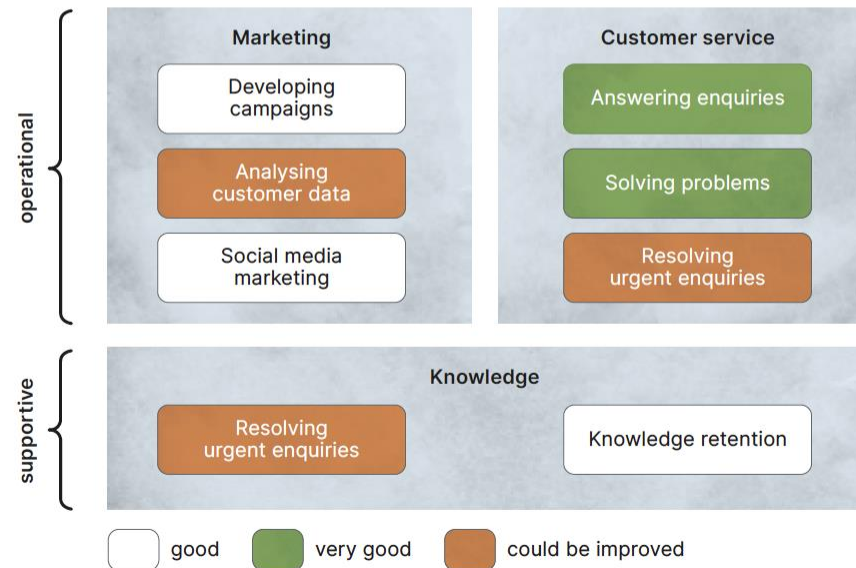 operational
Marketing
Developing
campaigns
Analysing
customer data
Social media
marketing
Customer service
Answering enquiries
Solving problems
Resolving
urgent enquiries
supportive
Knowledge
Resolving
urgent enquiries
Knowledge retention
good
very good
could be improved